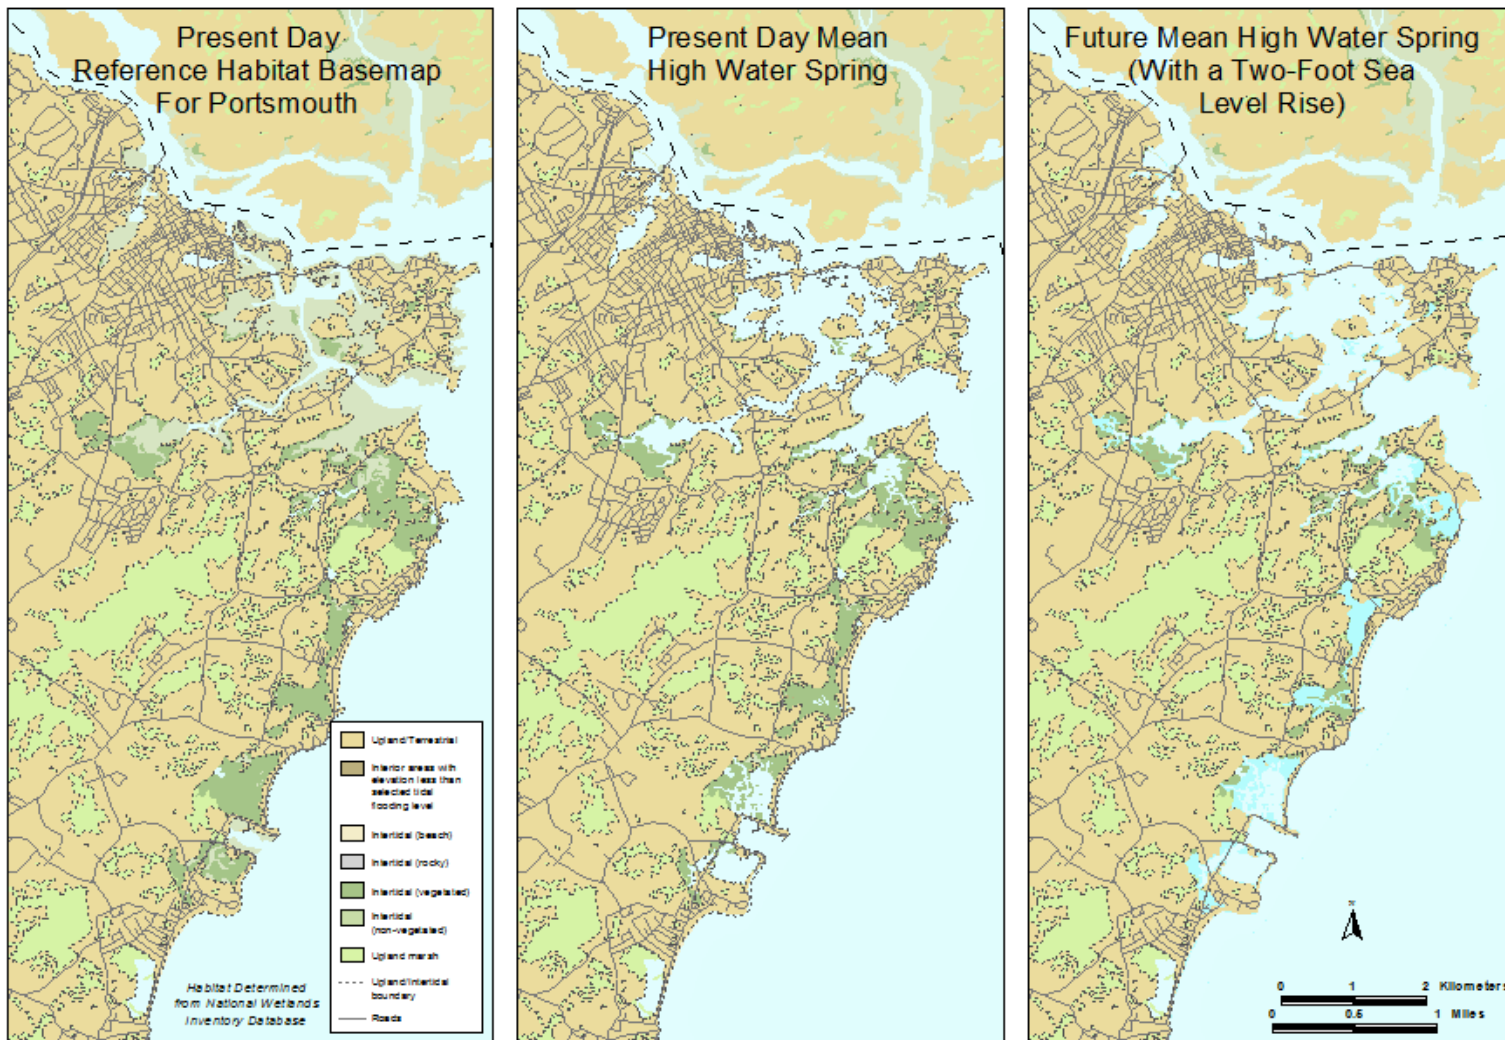 Present Day
Reference Habitat Basemap
For Portsmouth
Present Day Mean
High Water Spring
Future Mean High Water Spring
(With a Two-Foot Sea
Level Rise)
Upland/Terrestrial
Interior areas with
elevation less than
selected tidal
flooding level
Intertidal (beach)
Intertidal (rocky)
Intertidal (vegetated)
Intertidal
(non-vegetated)
Upland marsh
Upland/Intertidal
boundary
Roads
Habitat Determined
from National Wetlands
Inventory Database
N
0 1 2 Kilometers
0 0.5 1 Miles